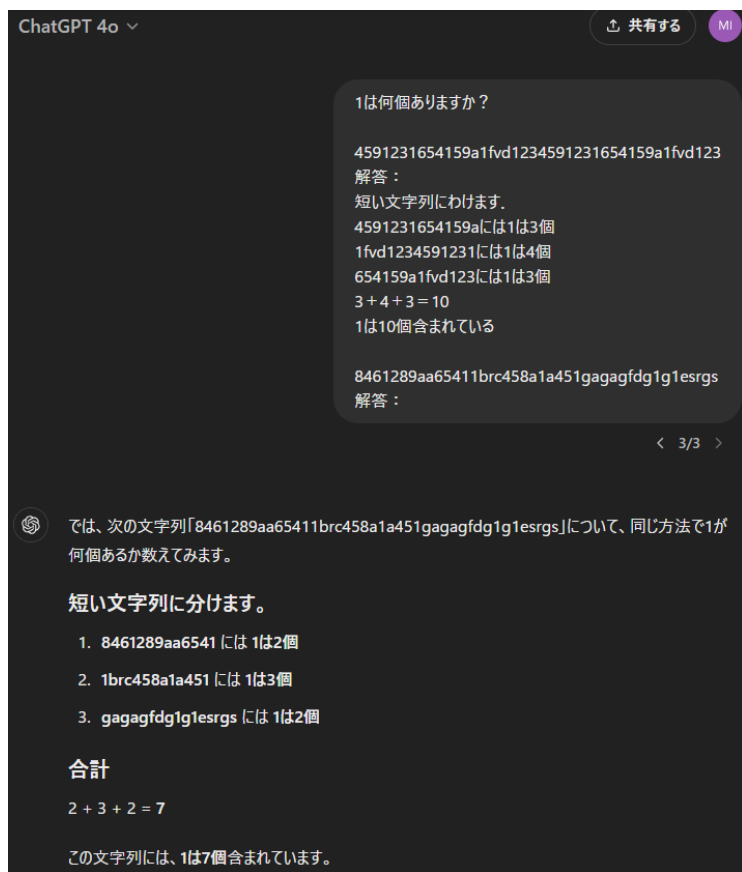 ChatGPT 4o
共有する
MI
1は何個ありますか？
4591231654159a1fvd1234591231654159a1fvd123
解答：
短い文字列にわけます.
4591231654159aには1は3個
1fvd1234591231には1は4個
654159a1fvd123には1は3個
3＋4＋3＝10
1は10個含まれている
8461289aa65411brc458a1a451gagagfdg1g1esrgs
解答：
< 3/3 >
では、次の文字列「8461289aa65411brc458a1a451gagagfdg1g1esrgs」について、同じ方法で1が
何個あるか数えてみます。
短い文字列に分けます。
1. 8461289aa6541 には 1は2個
2. 1brc458a1a451 には 1は3個
3. gagagfdg1g1esrgs には 1は2個
合計
2 + 3 + 2 = 7
この文字列には、1は7個含まれています。